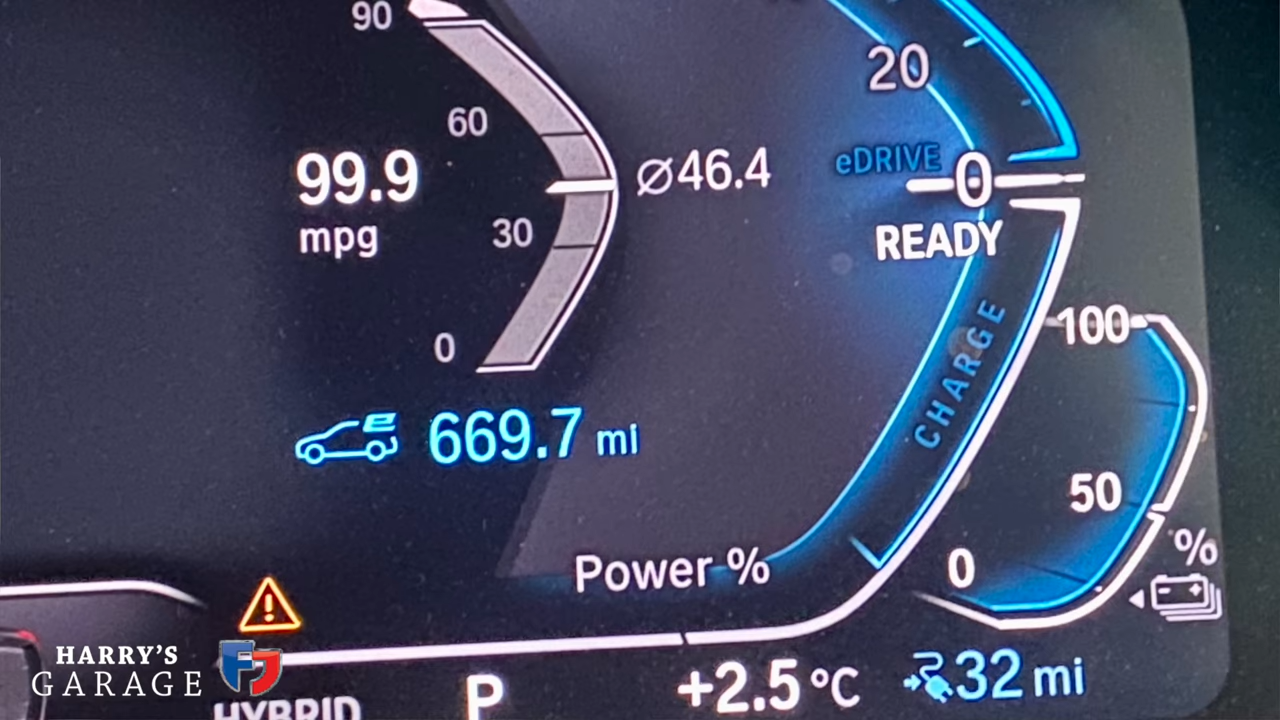 90
60
99.9
mpg
30
0
⌀46.4
669.7 mi
20
eDRIVE
0
READY
CHARGE
Power %
100
50
0
%
HARRY'S
GARAGE
HYBRID
P
+2.5°C
32 mi